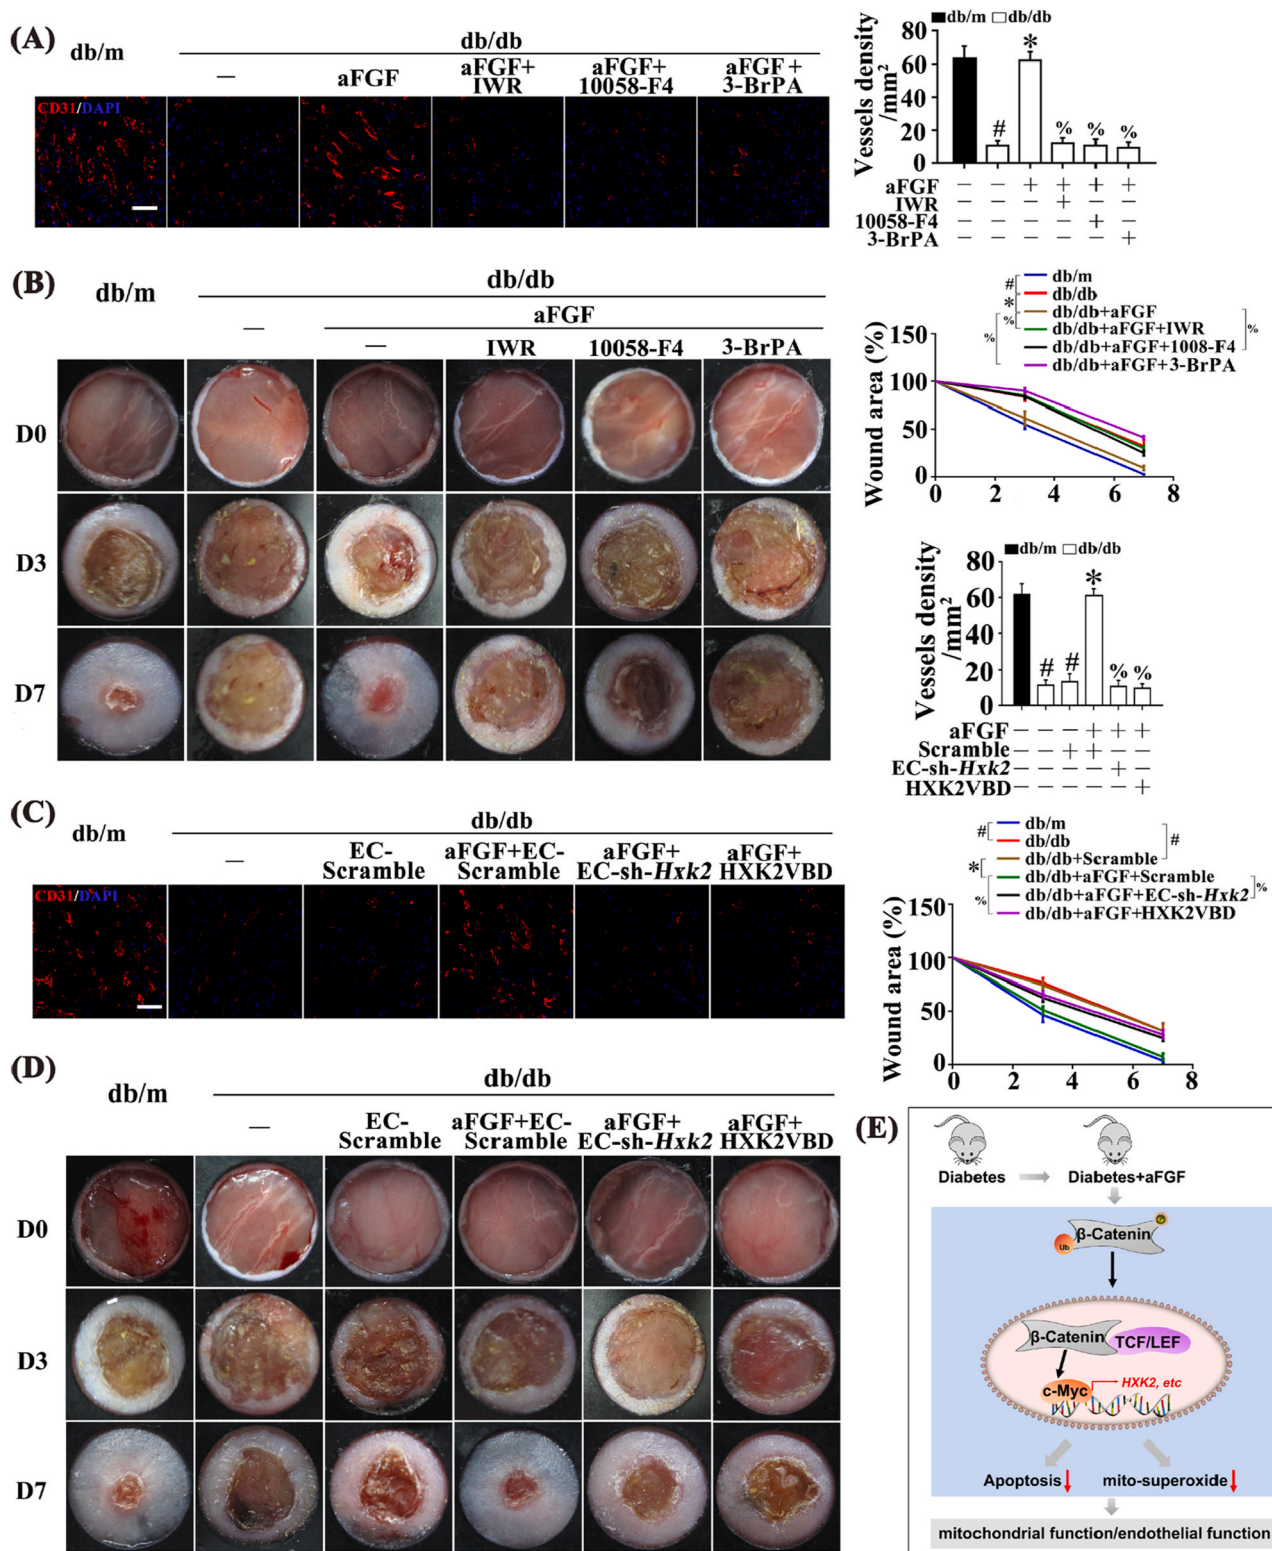 (A)
db/m
db/db
—
aFGF
aFGF+
IWR
aFGF+
10058-F4
aFGF+
3-BrPA
CD31/DAPI
db/m db/db
Vessels density
/mm2
80
60
40
20
0
# * % % %
aFGF — — + + + +
IWR — — — + — —
10058-F4 — — — — + —
3-BrPA — — — — — +
(B)
db/m
db/db
—
aFGF
—
IWR
10058-F4
3-BrPA
D0
D3
D7
db/m
db/db
db/db+aFGF
db/db+aFGF+IWR
db/db+aFGF+1008-F4
db/db+aFGF+3-BrPA
# * % % %
Wound area (%)
150
100
50
0
0 2 4 6 8
db/m db/db
Vessels density
/mm2
80
60
40
20
0
# # * % %
aFGF — — — + + +
Scramble — — + + — —
EC-sh-Hxk2 — — — — + —
HXK2VBD — — — — — +
(C)
db/m
db/db
—
EC-
Scramble
aFGF+EC-
Scramble
aFGF+
EC-sh-Hxk2
aFGF+
HXK2VBD
CD31/DAPI
db/m
db/db
db/db+Scramble
db/db+aFGF+Scramble
db/db+aFGF+EC-sh-Hxk2
db/db+aFGF+HXK2VBD
# # * % %
Wound area (%)
150
100
50
0
0 2 4 6 8
(D)
db/m
db/db
—
EC-
Scramble
aFGF+EC-
Scramble
aFGF+
EC-sh-Hxk2
aFGF+
HXK2VBD
D0
D3
D7
(E)
Diabetes
Diabetes+aFGF
β-Catenin
Ub
β-Catenin
TCF/LEF
c-Myc
HXK2, etc
Apoptosis
mito-superoxide
mitochondrial function/endothelial function